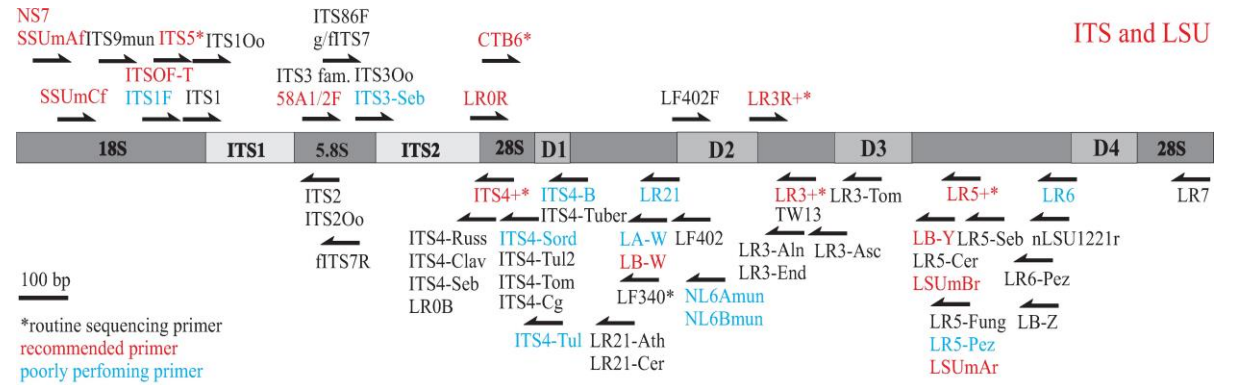 NS7
SSUmAf ITS9mun ITS5* ITS1Oo
ITS86F
g/fITS7
CTB6*
ITS and LSU
SSUmCf
ITSOF-T
ITS1F ITS1
ITS3 fam. ITS3Oo
58A1/2F ITS3-Seb
LR0R
LF402F LR3R+*
18S ITS1 5.8S ITS2 28S D1 D2 D3 D4 28S
ITS2
ITS2Oo
fITS7R
ITS4+*
ITS4-Russ
ITS4-Clav
ITS4-Seb
LR0B
ITS4-B
ITS4-Tuber
ITS4-Sord
ITS4-Tul2
ITS4-Tom
ITS4-Cg
ITS4-Tul
LR21
LA-W
LB-W
LF340*
LR21-Ath
LR21-Cer
LF402
NL6Amun
NL6Bmun
LR3+*
TW13
LR3-Aln
LR3-End
LR3-Tom
LR3-Asc
LR5+*
LB-Y LR5-Seb
LR5-Cer
LSUmBr
LR5-Fung
LR5-Pez
LSUmAr
LR6
nLSU1221r
LR6-Pez
LB-Z
LR7
100 bp
*routine sequencing primer
recommended primer
poorly perfoming primer